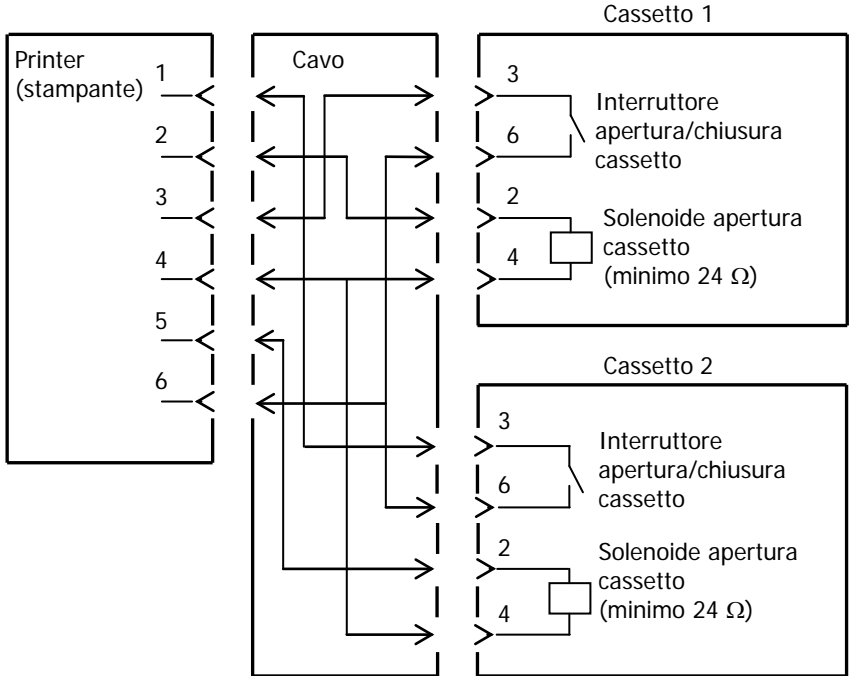 Cassetto 1
Printer
(stampante)
1
2
3
4
5
6
Cavo
3
6
2
4
Interruttore
apertura/chiusura
cassetto
Solenoide apertura
cassetto
(minimo 24 Ω)
Cassetto 2
3
6
2
4
Interruttore
apertura/chiusura
cassetto
Solenoide apertura
cassetto
(minimo 24 Ω)